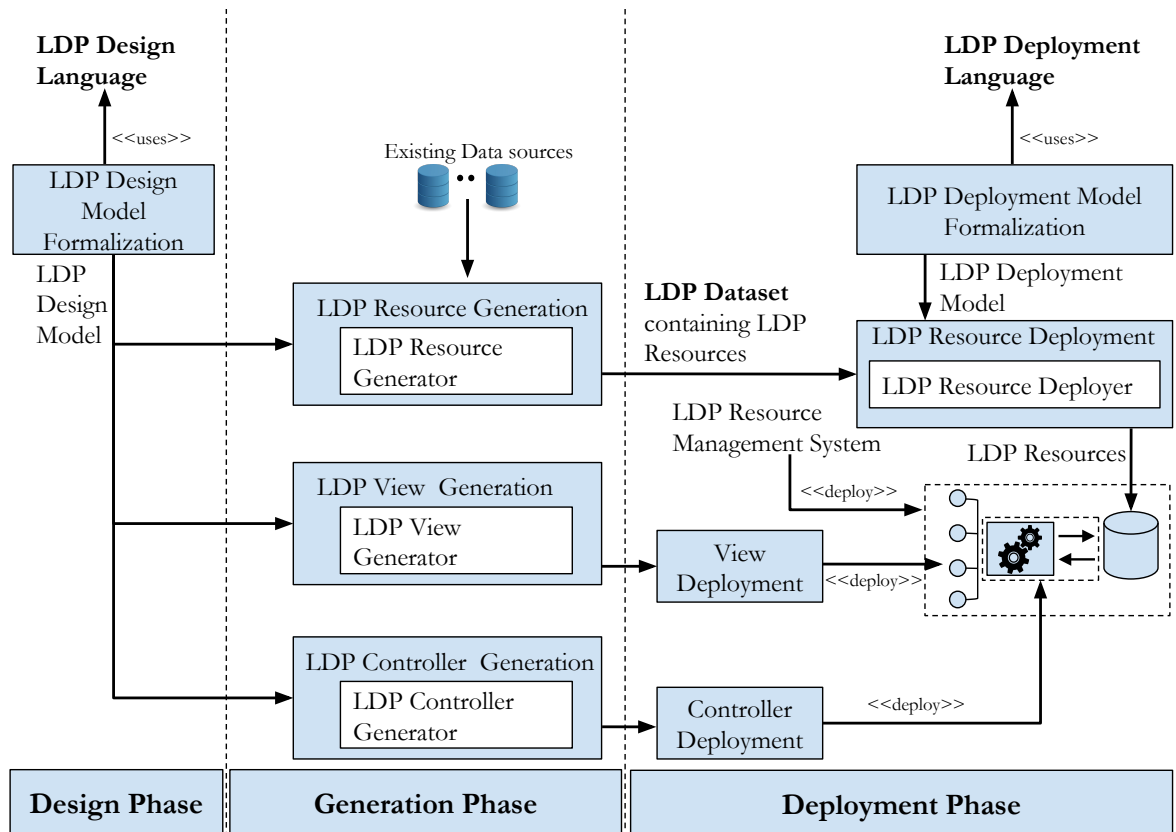 LDP Design
Language
<<uses>>
LDP Design
Model
Formalization
LDP
Design
Model
Existing Data sources
LDP Resource Generation
LDP Resource
Generator
LDP View Generation
LDP View
Generator
LDP Controller Generation
LDP Controller
Generator
LDP Deployment
Language
<<uses>>
LDP Deployment Model
Formalization
LDP Deployment
Model
LDP Dataset
containing LDP
Resources
LDP Resource Deployment
LDP Resource Deployer
LDP Resource
Management System
LDP Resources
<<deploy>>
View
Deployment
<<deploy>>
Controller
Deployment
<<deploy>>
Design Phase
Generation Phase
Deployment Phase